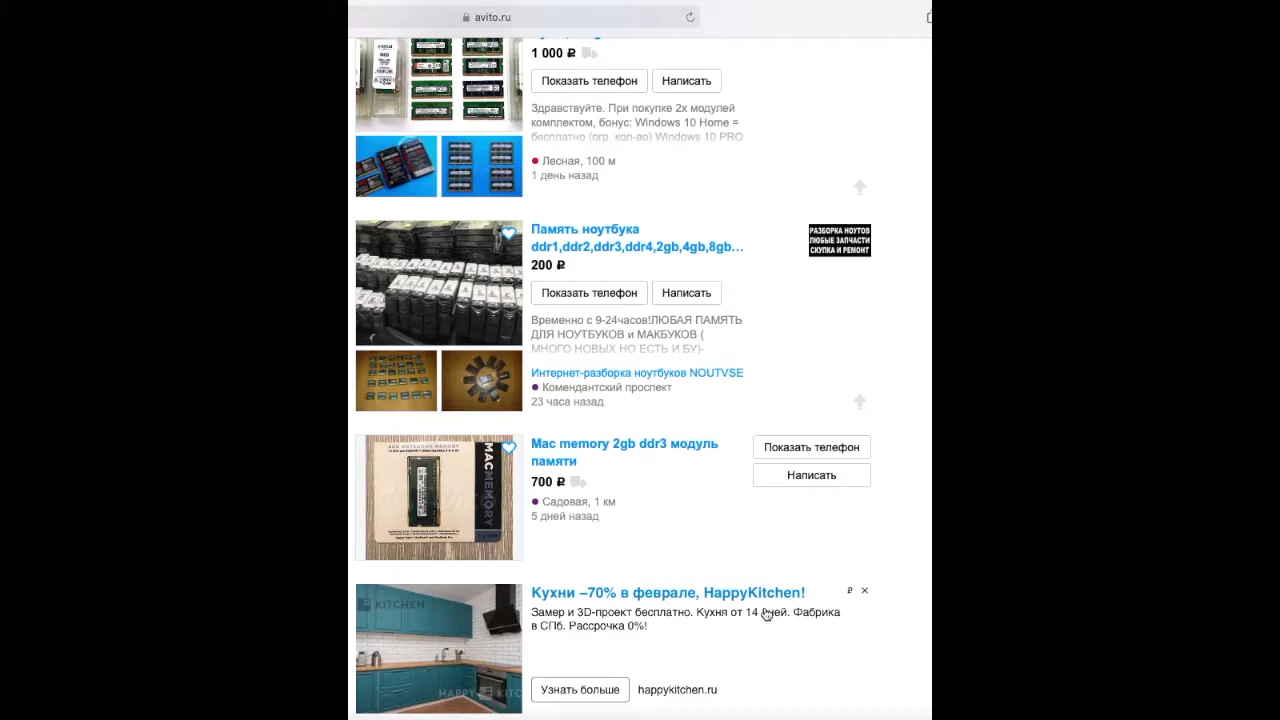 avito.ru
1 000 ₽
Показать телефон
Написать
Здравствуйте. При покупке 2х модулей
комплектом, бонус: Windows 10 Home =
бесплатно (огр. кол-во) Windows 10 PRO
Лесная, 100 м
1 день назад
Память ноутбука
ddr1,ddr2,ddr3,ddr4,2gb,4gb,8gb...
200 ₽
Показать телефон
Написать
Временно с 9-24часов!ЛЮБАЯ ПАМЯТЬ
ДЛЯ НОУТБУКОВ и МАКБУКОВ (
МНОГО НОВЫХ НО ЕСТЬ И БУ)-
Интернет-разборка ноутбуков NOUTVSE
Комендантский проспект
23 часа назад
РАЗБОРКА НОУТОВ
ЛЮБЫЕ ЗАПЧАСТИ
СКУПКА И РЕМОНТ
MACMEMORY
Mac memory 2gb ddr3 модуль
памяти
700 ₽
Садовая, 1 км
5 дней назад
Показать телефон
Написать
KITCHEN
Кухни –70% в феврале, HappyKitchen!
Замер и 3D-проект бесплатно. Кухня от 14 дней. Фабрика
в СПб. Рассрочка 0%!
Узнать больше
happykitchen.ru